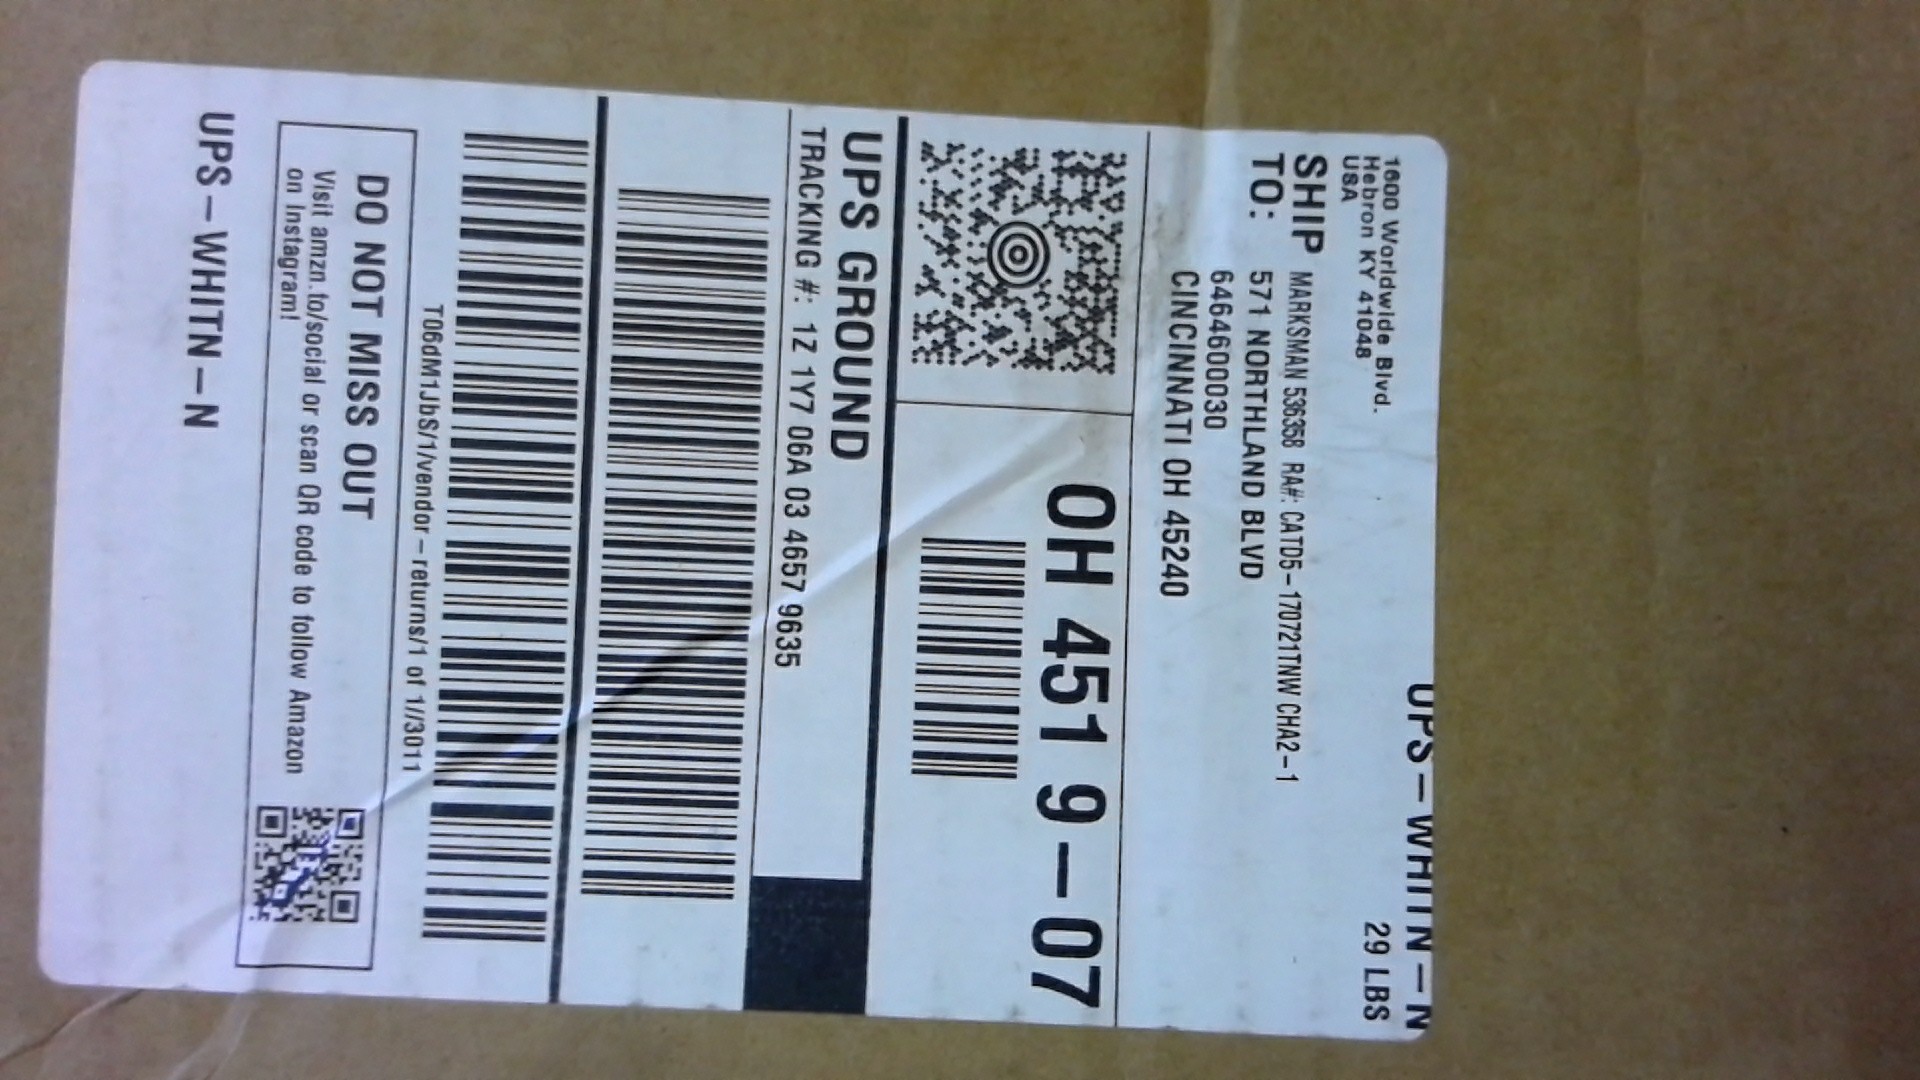 UPS-WHITN-N
1600 Worldwide Blvd.
Hebron KY 41048
USA
29 LBS
SHIP
TO:
MARKSMAN 536358 RA#: CATD5-170721TNW CHA2-1
571 NORTHLAND BLVD
6464600030
CINCINNATI OH 45240
OH 451 9-07
UPS GROUND
TRACKING #: 1Z 1Y7 06A 03 4657 9635
T06dM1JbS/1/vendor-returns/1 of 1//3011
DO NOT MISS OUT
Visit amzn.to/social or scan QR code to follow Amazon
on Instagram!
UPS-WHITN-N